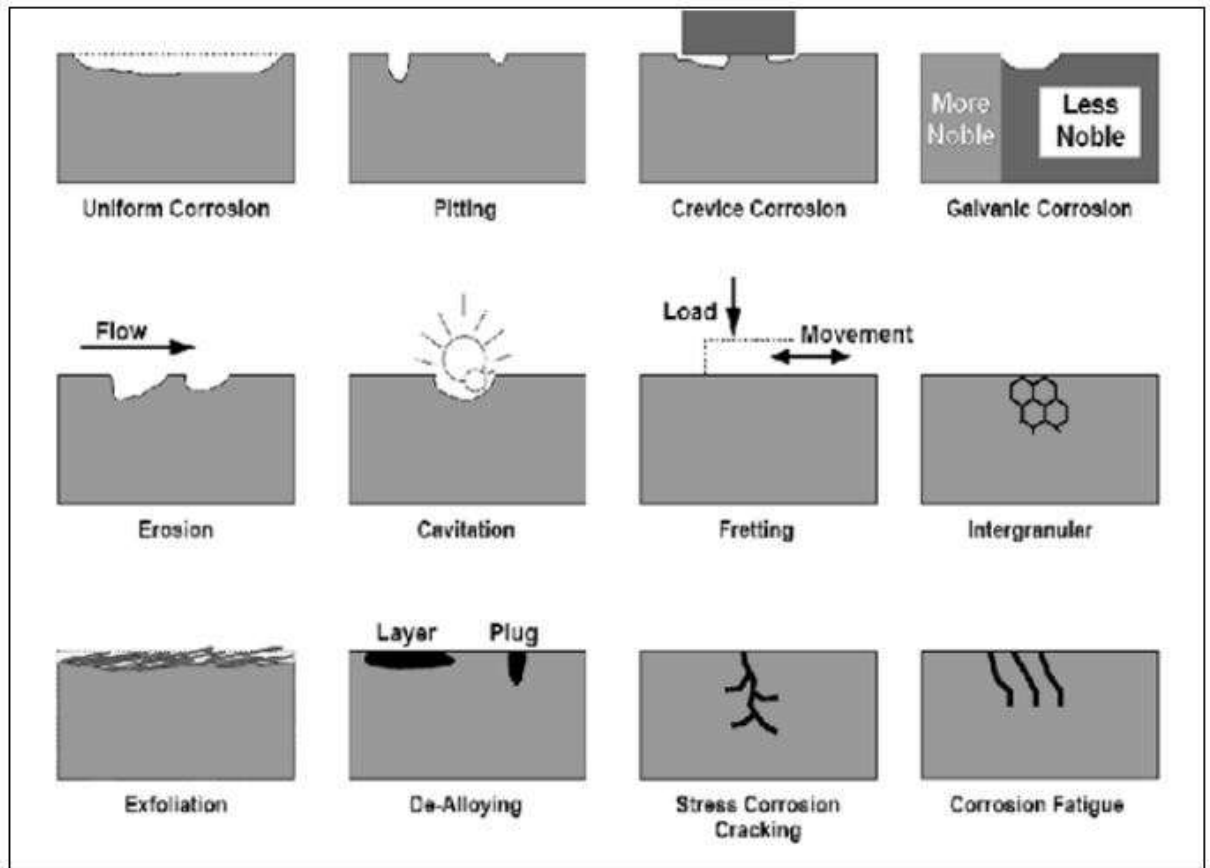 More
Noble
Less
Noble
Uniform Corrosion
Pitting
Crevice Corrosion
Galvanic Corrosion
Flow
Load
Movement
Erosion
Cavitation
Fretting
Intergranular
Layer
Plug
Exfoliation
De-Alloying
Stress Corrosion
Cracking
Corrosion Fatigue